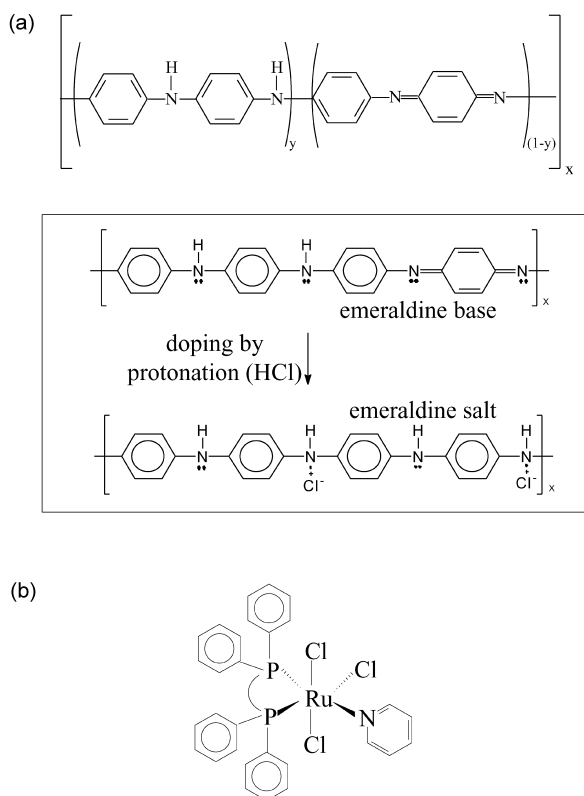 (a)
H H
N N N N
y (1-y)
x
H H
N N N N
x
emeraldine base
doping by
protonation (HCl)
emeraldine salt
H H H H
N N N N
+ +
Cl- Cl-
x
(b)
Cl
P Cl
Ru
N
P
Cl